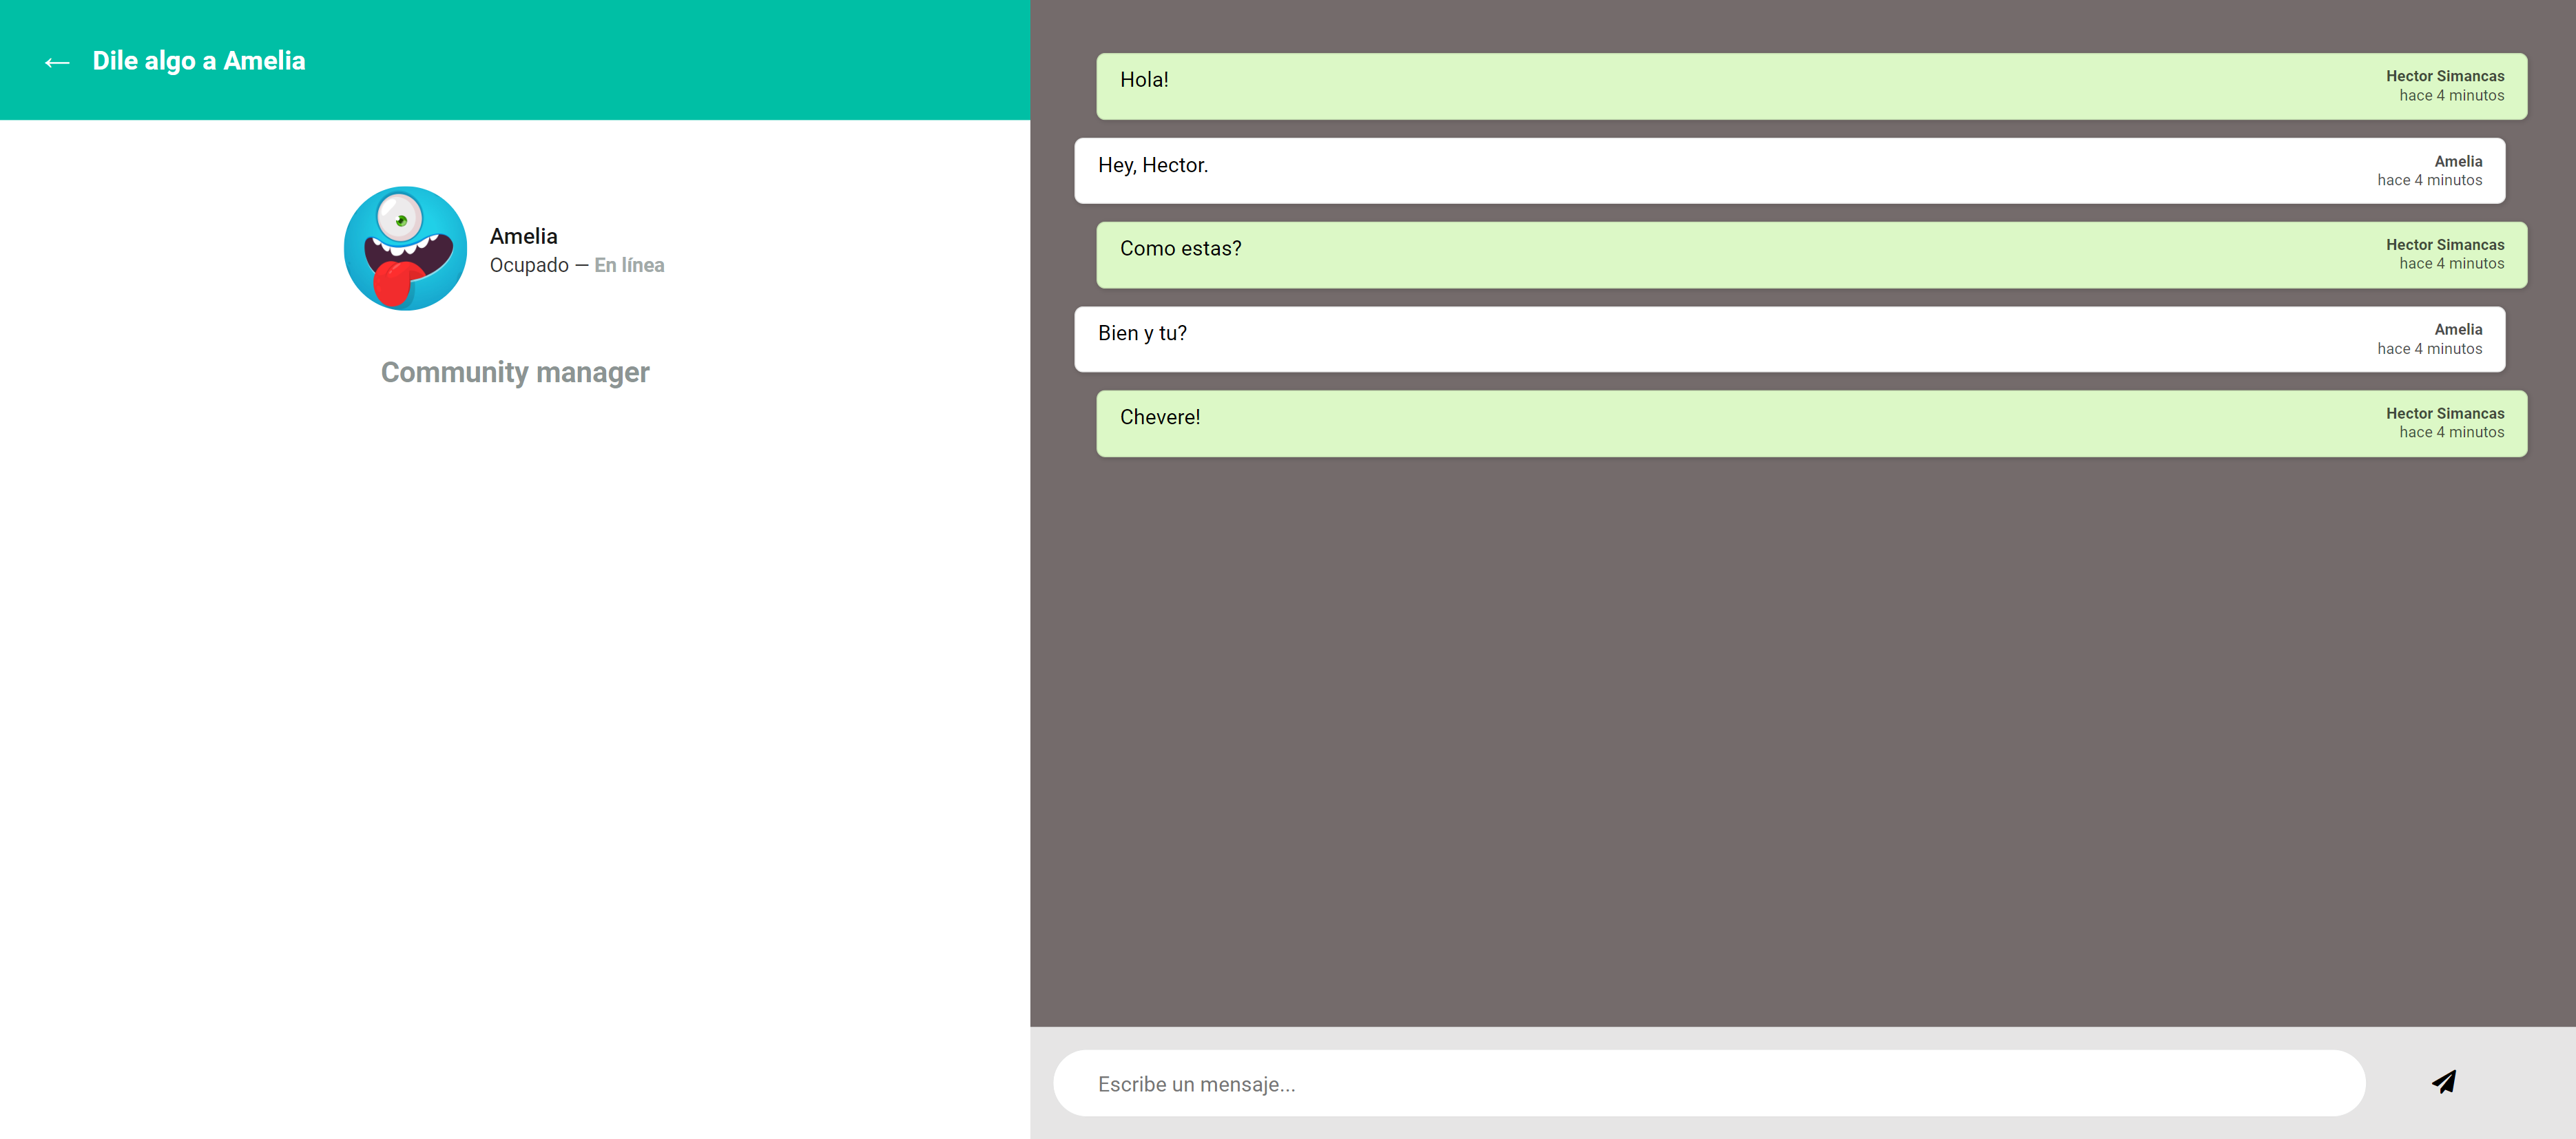 ← Dile algo a Amelia
Amelia
Ocupado — En línea
Community manager
Hola!
Hector Simancas
hace 4 minutos
Hey, Hector.
Amelia
hace 4 minutos
Como estas?
Hector Simancas
hace 4 minutos
Bien y tu?
Amelia
hace 4 minutos
Chevere!
Hector Simancas
hace 4 minutos
Escribe un mensaje...